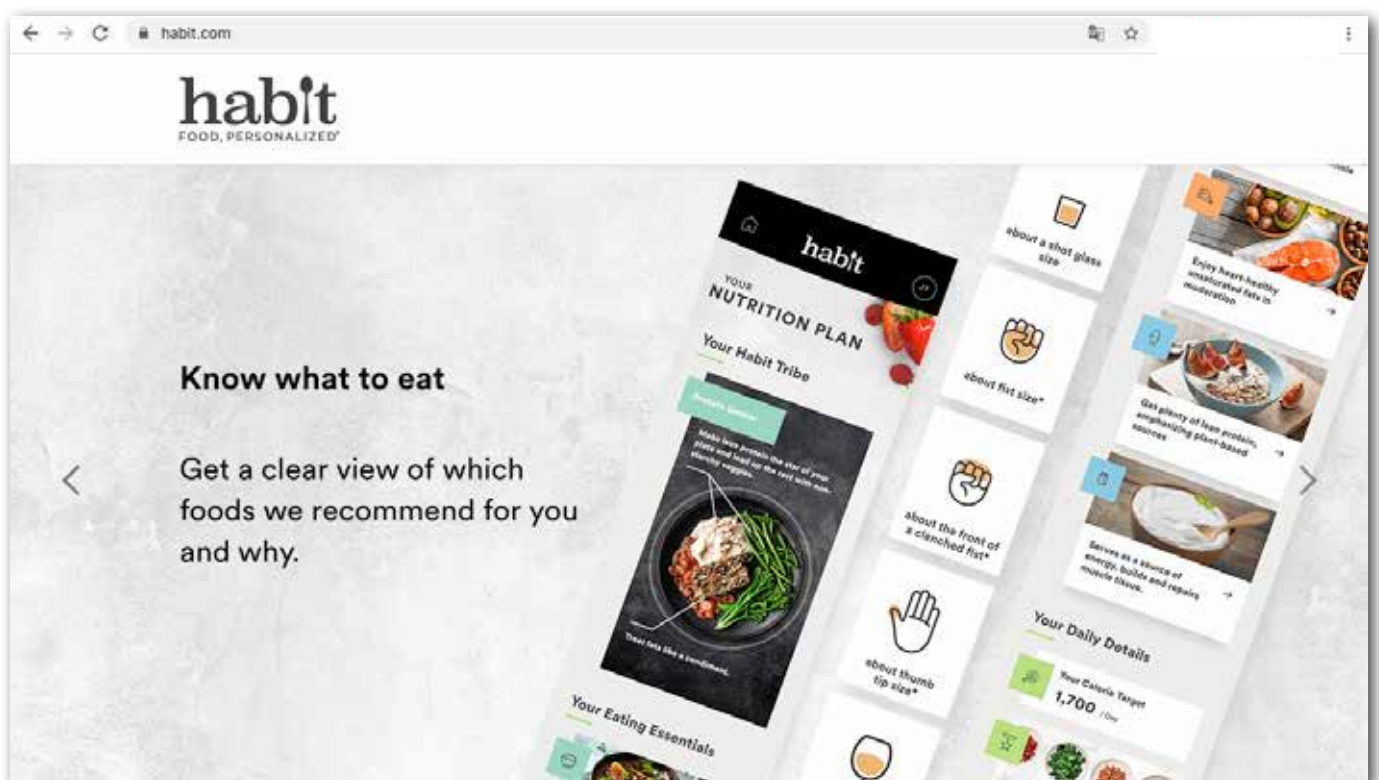 habit.com
habit
FOOD, PERSONALIZED®
Know what to eat
Get a clear view of which
foods we recommend for you
and why.
habit
YOUR
NUTRITION PLAN
Your Habit Tribe
Protein Seeker
Make lean protein the star of your
plate and load up the rest with non-
starchy veggies.
Treat fats like a condiment.
Your Eating Essentials
about a shot glass
size
about fist size*
about the front of
a clenched fist*
about thumb
tip size*
Enjoy heart-healthy
unsaturated fats in
moderation
Get plenty of lean protein,
emphasizing plant-based
sources
Serves as a source of
energy, builds and repairs
muscle tissue.
Your Daily Details
Your Calorie Target
1,700 / Day